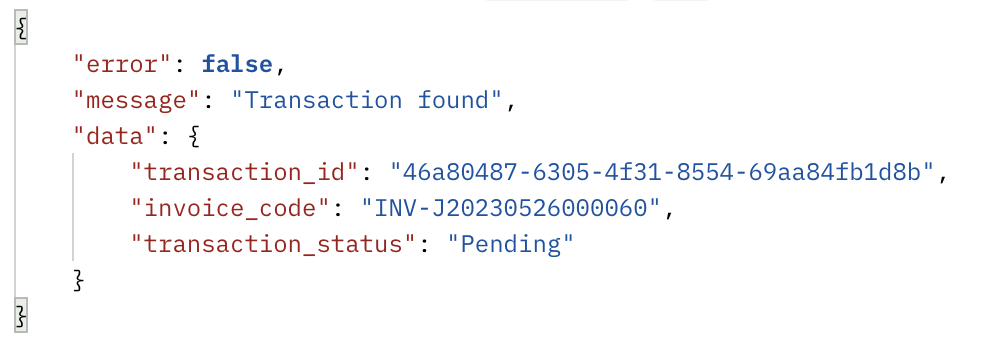 {
"error": false,
"message": "Transaction found",
"data": {
"transaction_id": "46a80487-6305-4f31-8554-69aa84fb1d8b",
"invoice_code": "INV-J20230526000060",
"transaction_status": "Pending"
}
}